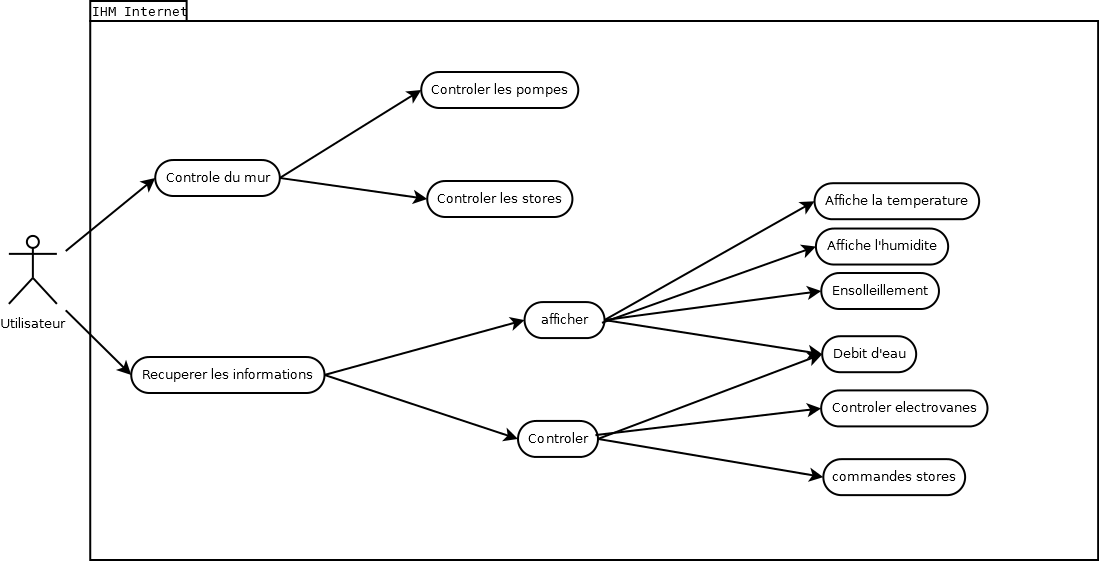 IHM Internet
Controler les pompes
Controle du mur
Controler les stores
Affiche la temperature
Affiche l'humidite
Ensolleillement
Utilisateur
afficher
Debit d'eau
Recuperer les informations
Controler electrovanes
Controler
commandes stores